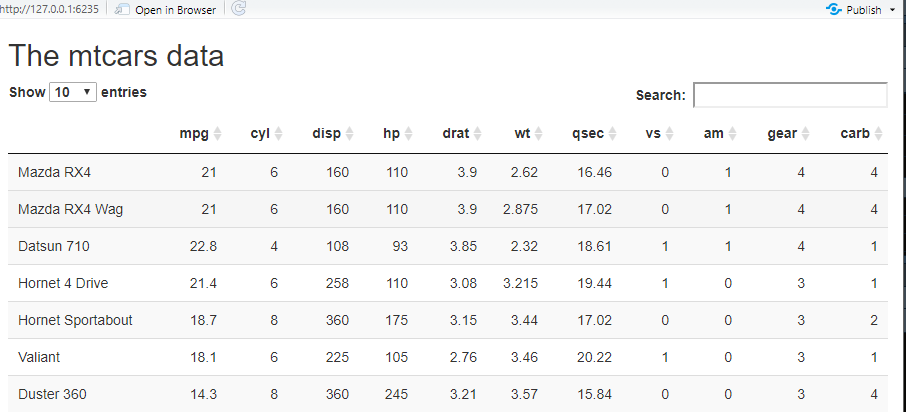 http://127.0.0.1:6235 Open in Browser Publish
The mtcars data
Show 10 entries Search:
mpg cyl disp hp drat wt qsec vs am gear carb
Mazda RX4 21 6 160 110 3.9 2.62 16.46 0 1 4 4
Mazda RX4 Wag 21 6 160 110 3.9 2.875 17.02 0 1 4 4
Datsun 710 22.8 4 108 93 3.85 2.32 18.61 1 1 4 1
Hornet 4 Drive 21.4 6 258 110 3.08 3.215 19.44 1 0 3 1
Hornet Sportabout 18.7 8 360 175 3.15 3.44 17.02 0 0 3 2
Valiant 18.1 6 225 105 2.76 3.46 20.22 1 0 3 1
Duster 360 14.3 8 360 245 3.21 3.57 15.84 0 0 3 4